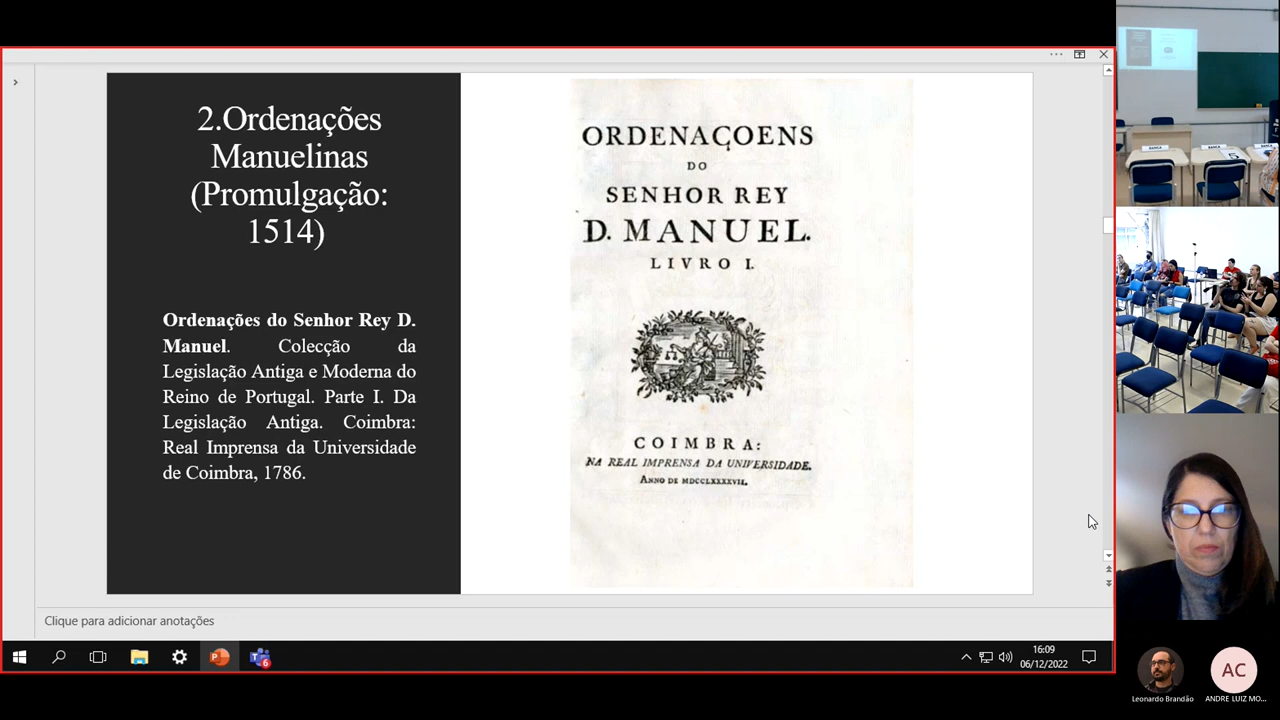 2.Ordenações
Manuelinas
(Promulgação:
1514)
Ordenações do Senhor Rey D.
Manuel. Colecção da
Legislação Antiga e Moderna do
Reino de Portugal. Parte I. Da
Legislação Antiga. Coimbra:
Real Imprensa da Universidade
de Coimbra, 1786.
ORDENAÇOENS
DO
SENHOR REY
D. MANUEL.
LIVRO I.
COIMBRA:
NA REAL IMPRENSA DA UNIVERSIDADE.
ANNO DE MDCCLXXXXVII.
Clique para adicionar anotações
16:09
06/12/2022
BANCA
BANCA
Leonardo Brandão
AC
ANDRE LUIZ MO...